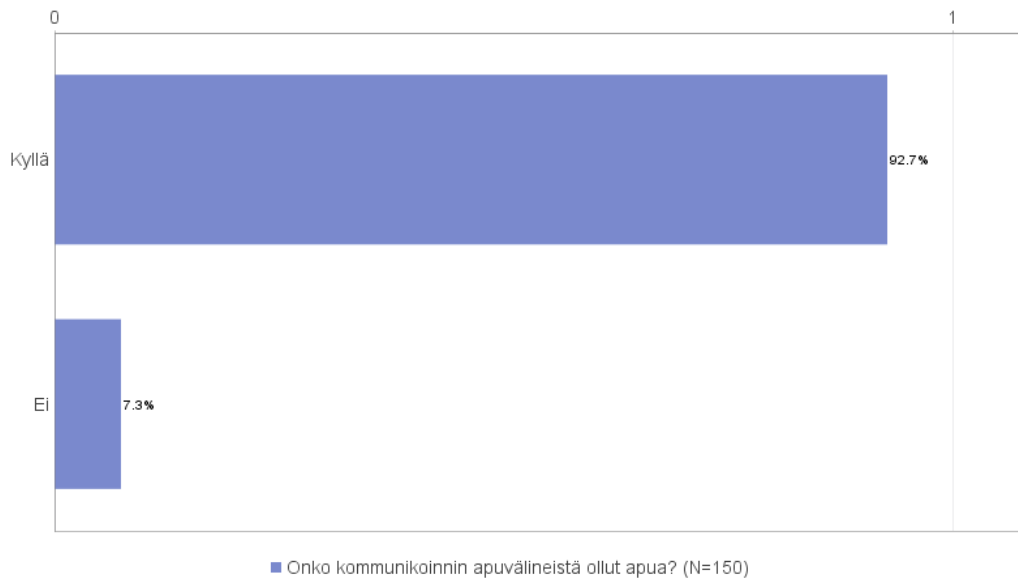 0 1
Kyllä
92.7%
Ei
7.3%
Onko kommunikoinnin apuvälineistä ollut apua? (N=150)